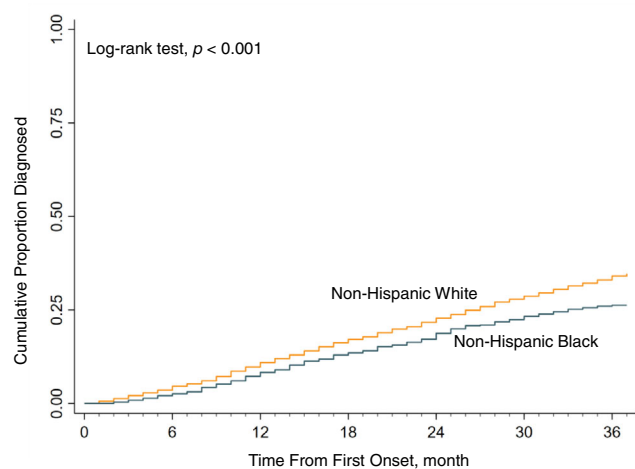 1.00
Log-rank test, p < 0.001
0.75
Cumulative Proportion Diagnosed
0.50
Non-Hispanic White
0.25
Non-Hispanic Black
0.00
0 6 12 18 24 30 36
Time From First Onset, month